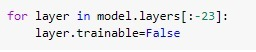 for layer in model.layers[:-23]:
    layer.trainable=False